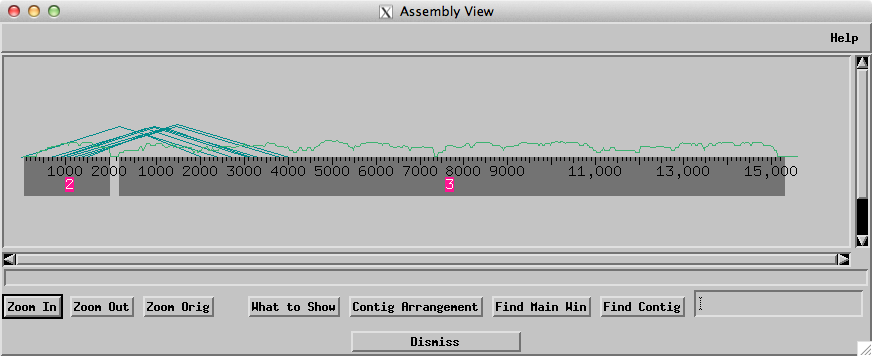 Assembly View
Help
1000 2000 1000 2000 3000 4000 5000 6000 7000 8000 9000 11,000 13,000 15,000
2 3
Zoom In Zoom Out Zoom Orig What to Show Contig Arrangement Find Main Win Find Contig
Dismiss